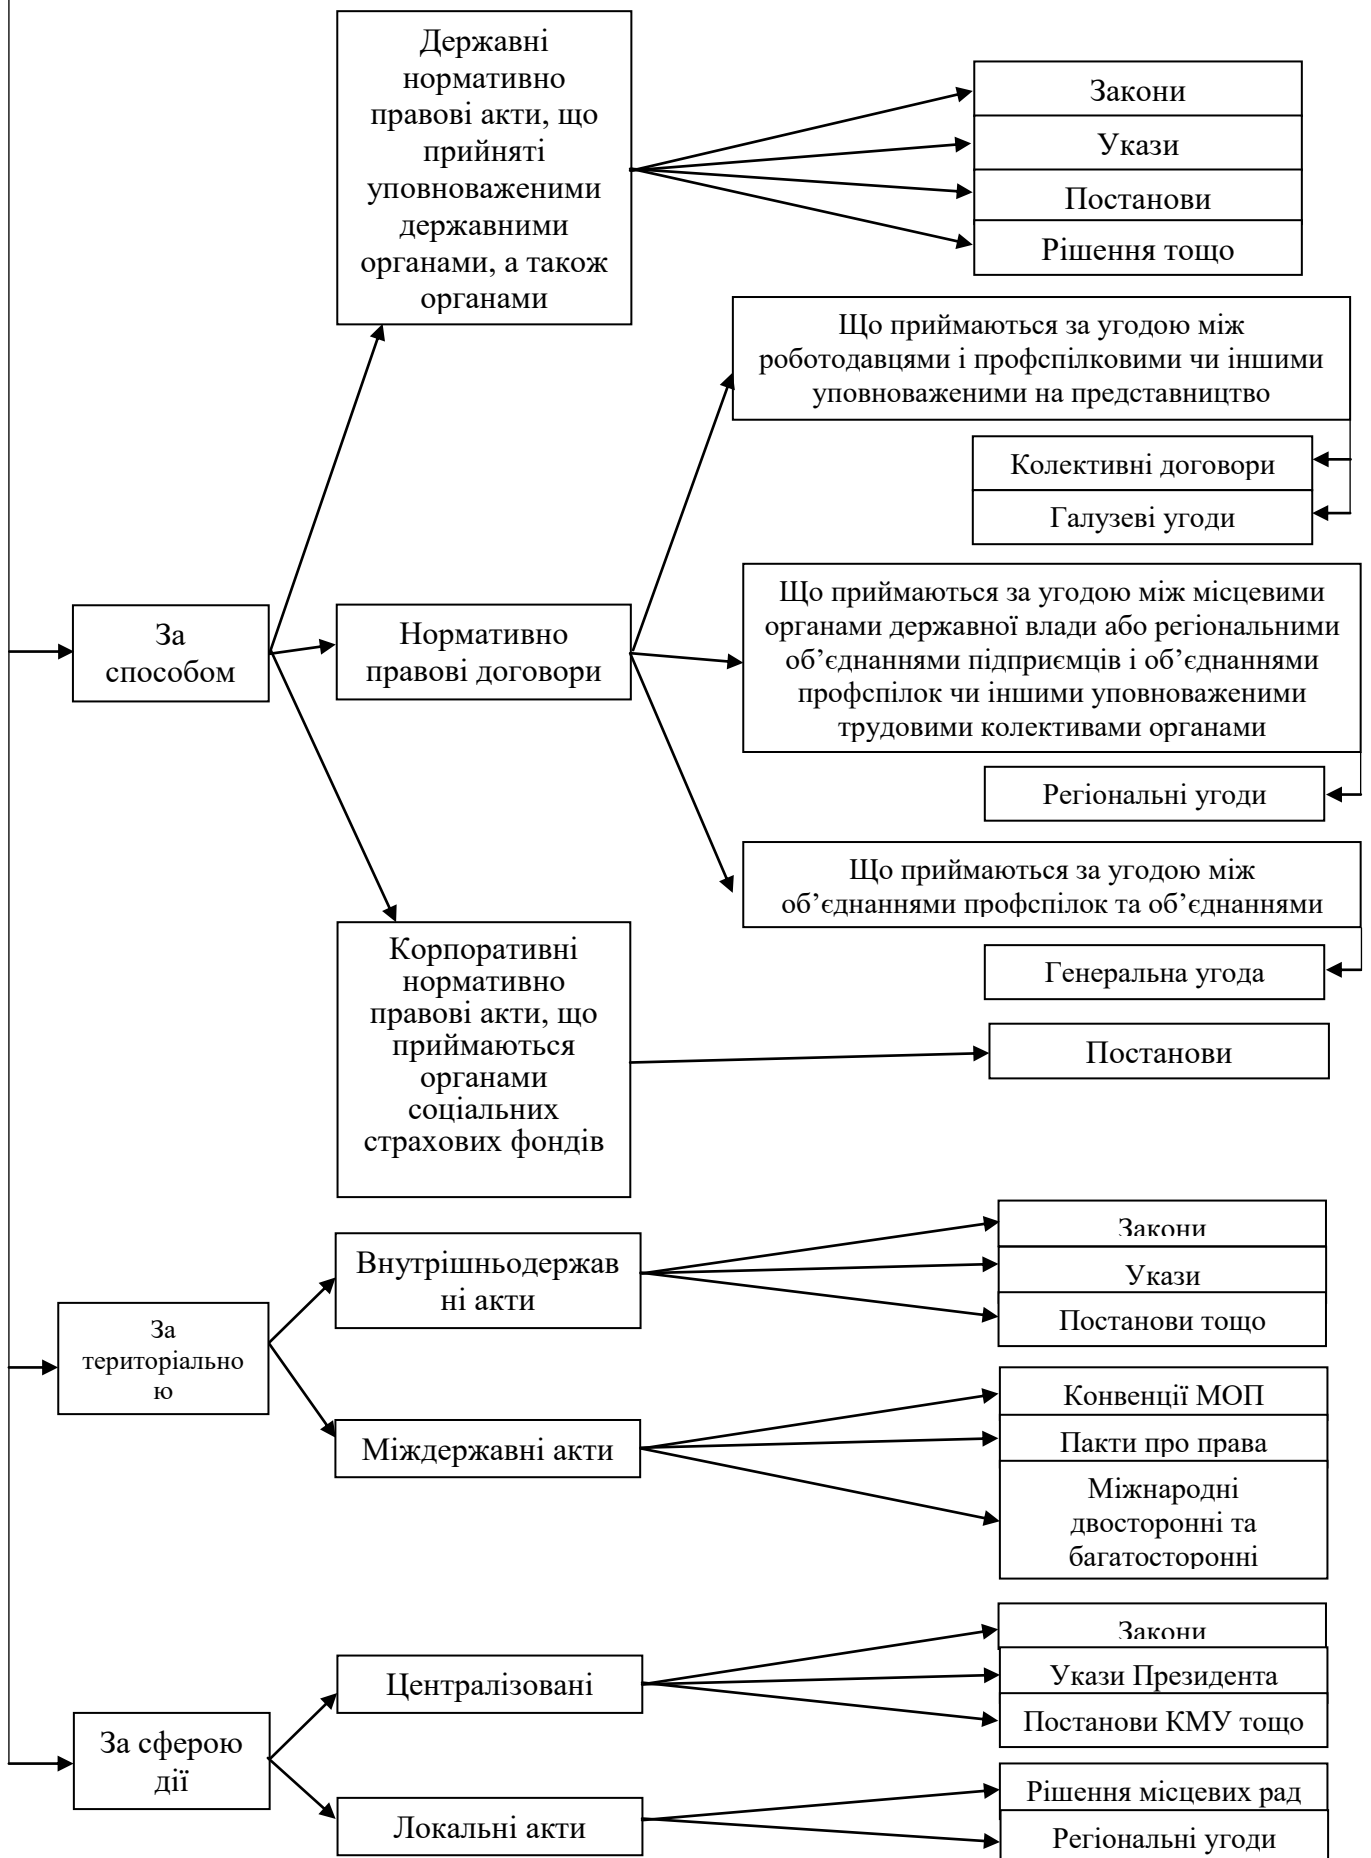 Державні
нормативно
правові акти, що
прийняті
уповноваженими
державними
органами, а також
органами
Закони
Укази
Постанови
Рішення тощо
Що приймаються за угодою між
роботодавцями і профспілковими чи іншими
уповноваженими на представництво
Колективні договори
Галузеві угоди
За
способом
Нормативно
правові договори
Що приймаються за угодою між місцевими
органами державної влади або регіональними
об’єднаннями підприємців і об’єднаннями
профспілок чи іншими уповноваженими
трудовими колективами органами
Регіональні угоди
Що приймаються за угодою між
об’єднаннями профспілок та об’єднаннями
Генеральна угода
Корпоративні
нормативно
правові акти, що
приймаються
органами
соціальних
страхових фондів
Постанови
За
територіально
ю
Внутрішньодержав
ні акти
Закони
Укази
Постанови тощо
Міждержавні акти
Конвенції МОП
Пакти про права
Міжнародні
двосторонні та
багатосторонні
За сферою
дії
Централізовані
Закони
Укази Президента
Постанови КМУ тощо
Локальні акти
Рішення місцевих рад
Регіональні угоди